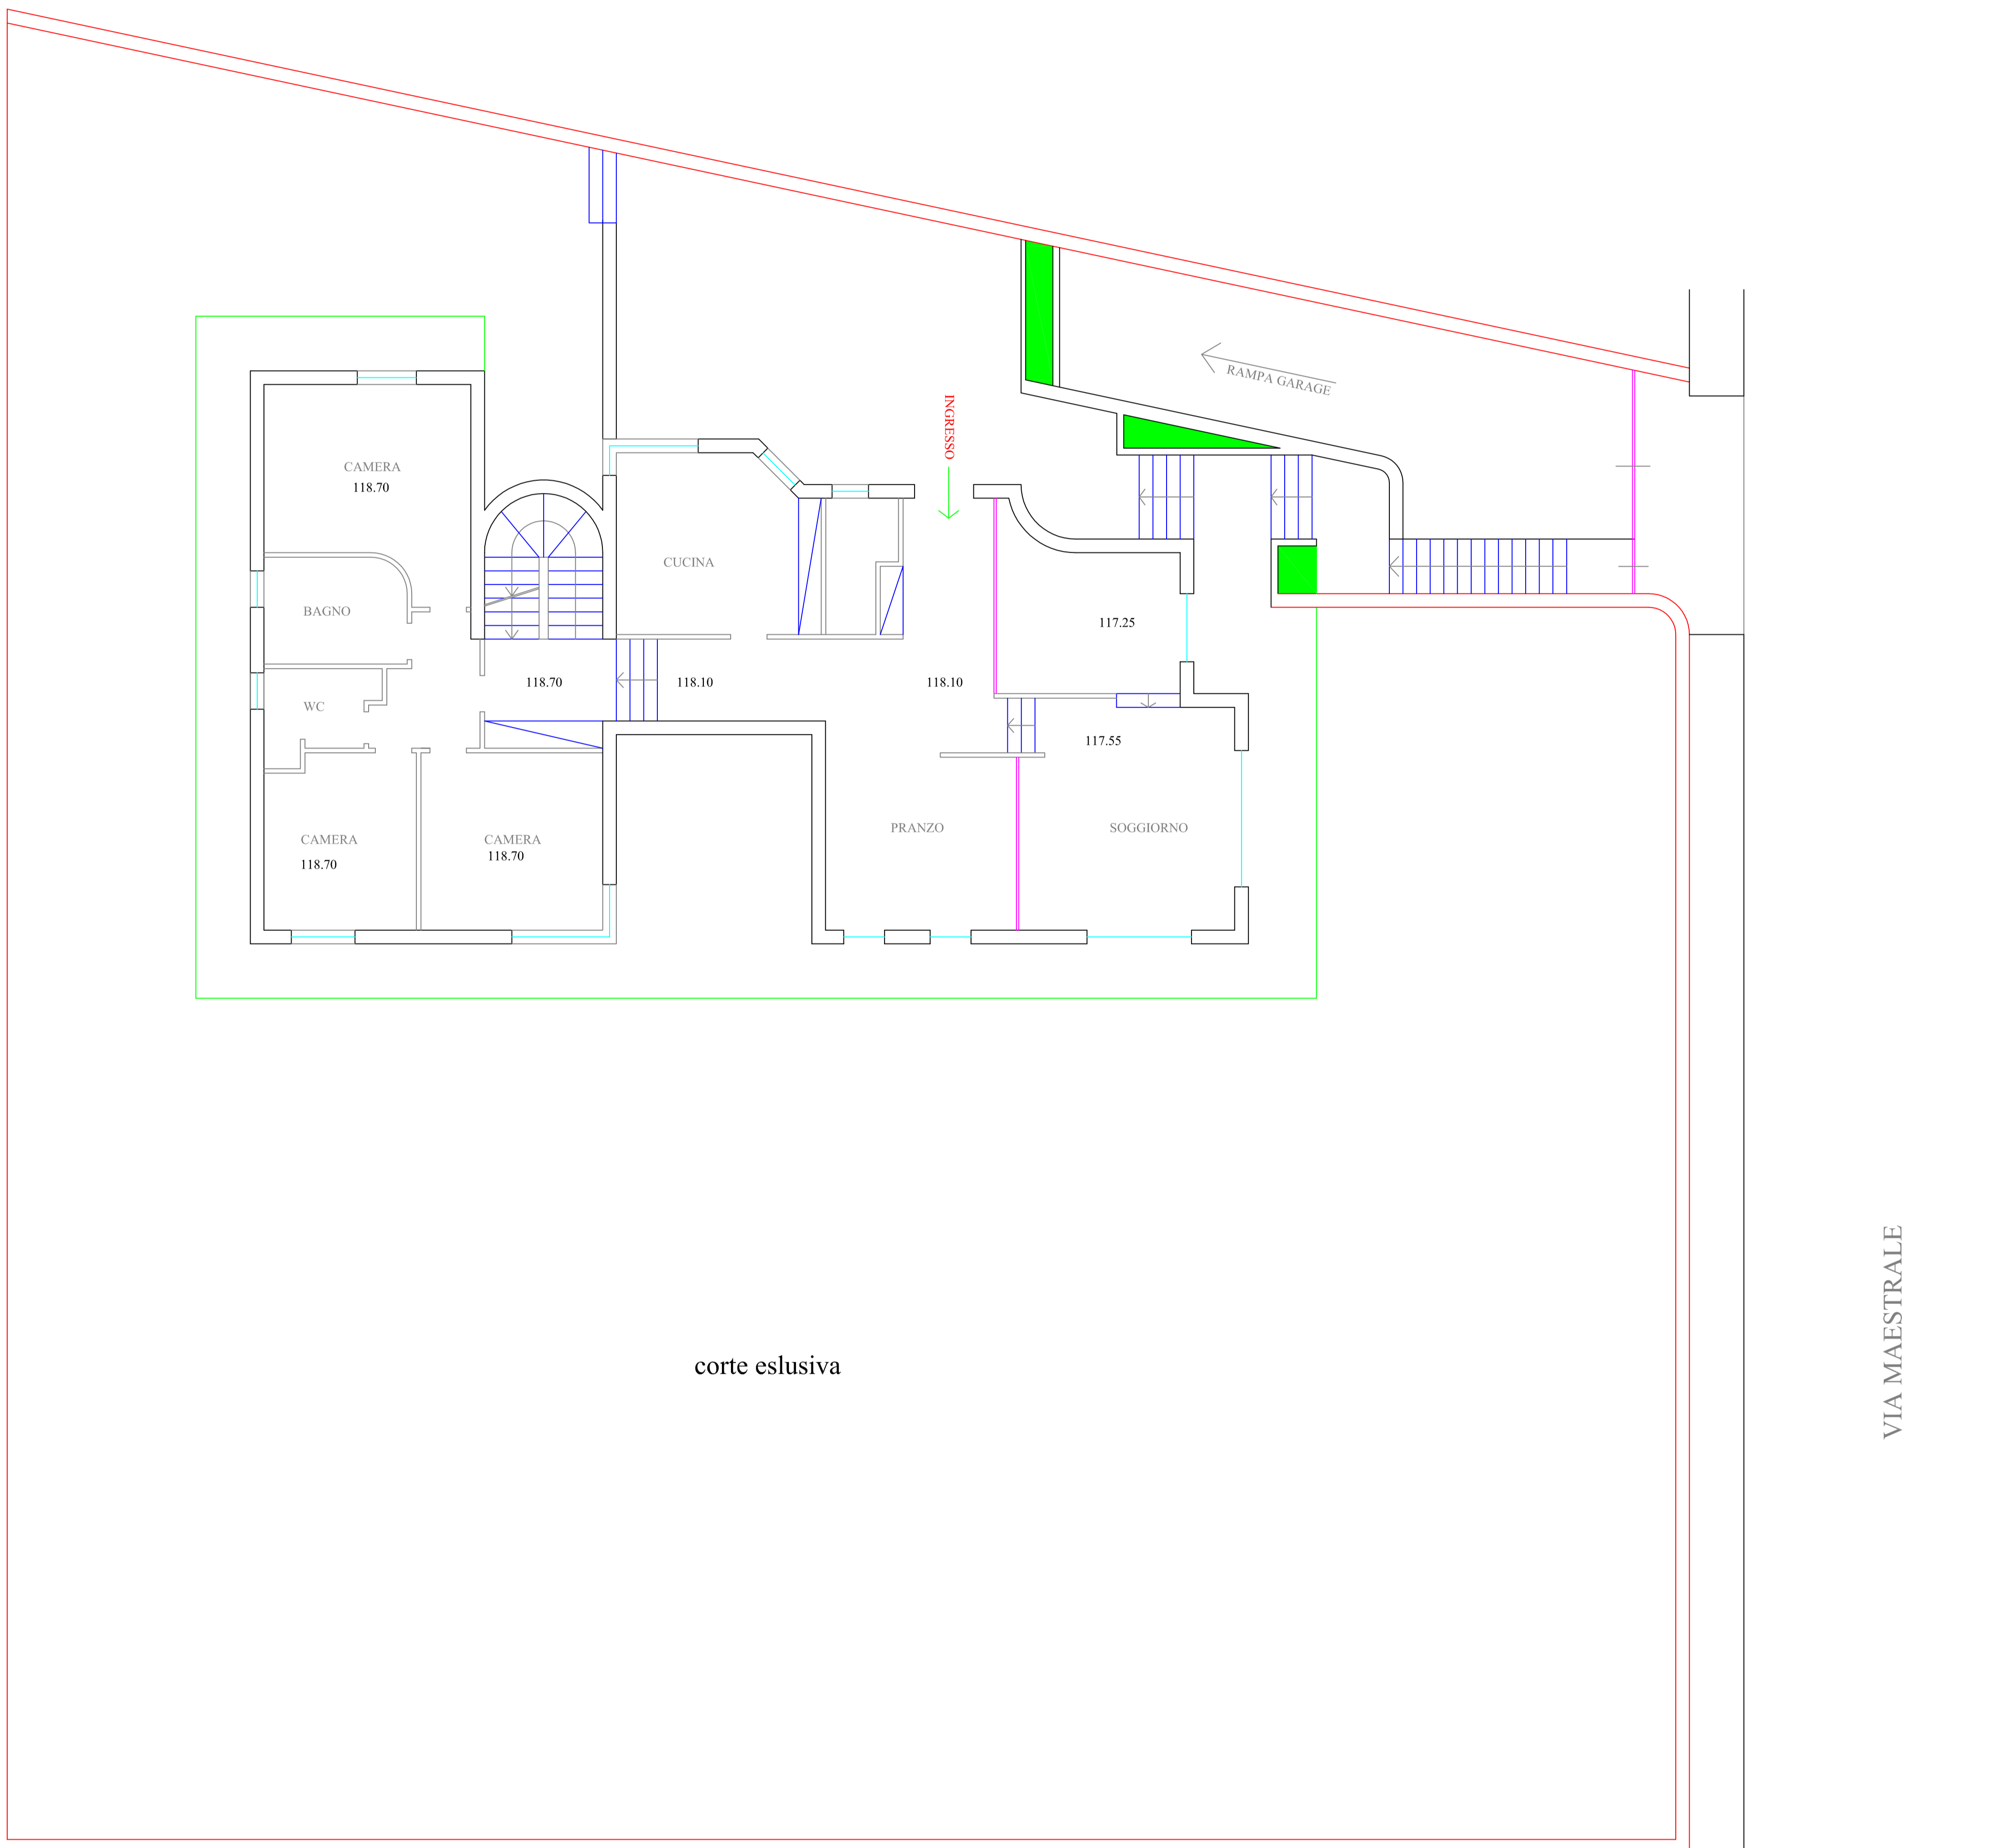 RAMPA GARAGE
INGRESSO
CAMERA
118.70
CUCINA
BAGNO
117.25
118.70
118.10
118.10
WC
117.55
PRANZO
SOGGIORNO
CAMERA
118.70
CAMERA
118.70
corte eslusiva
VIA MAESTRALE